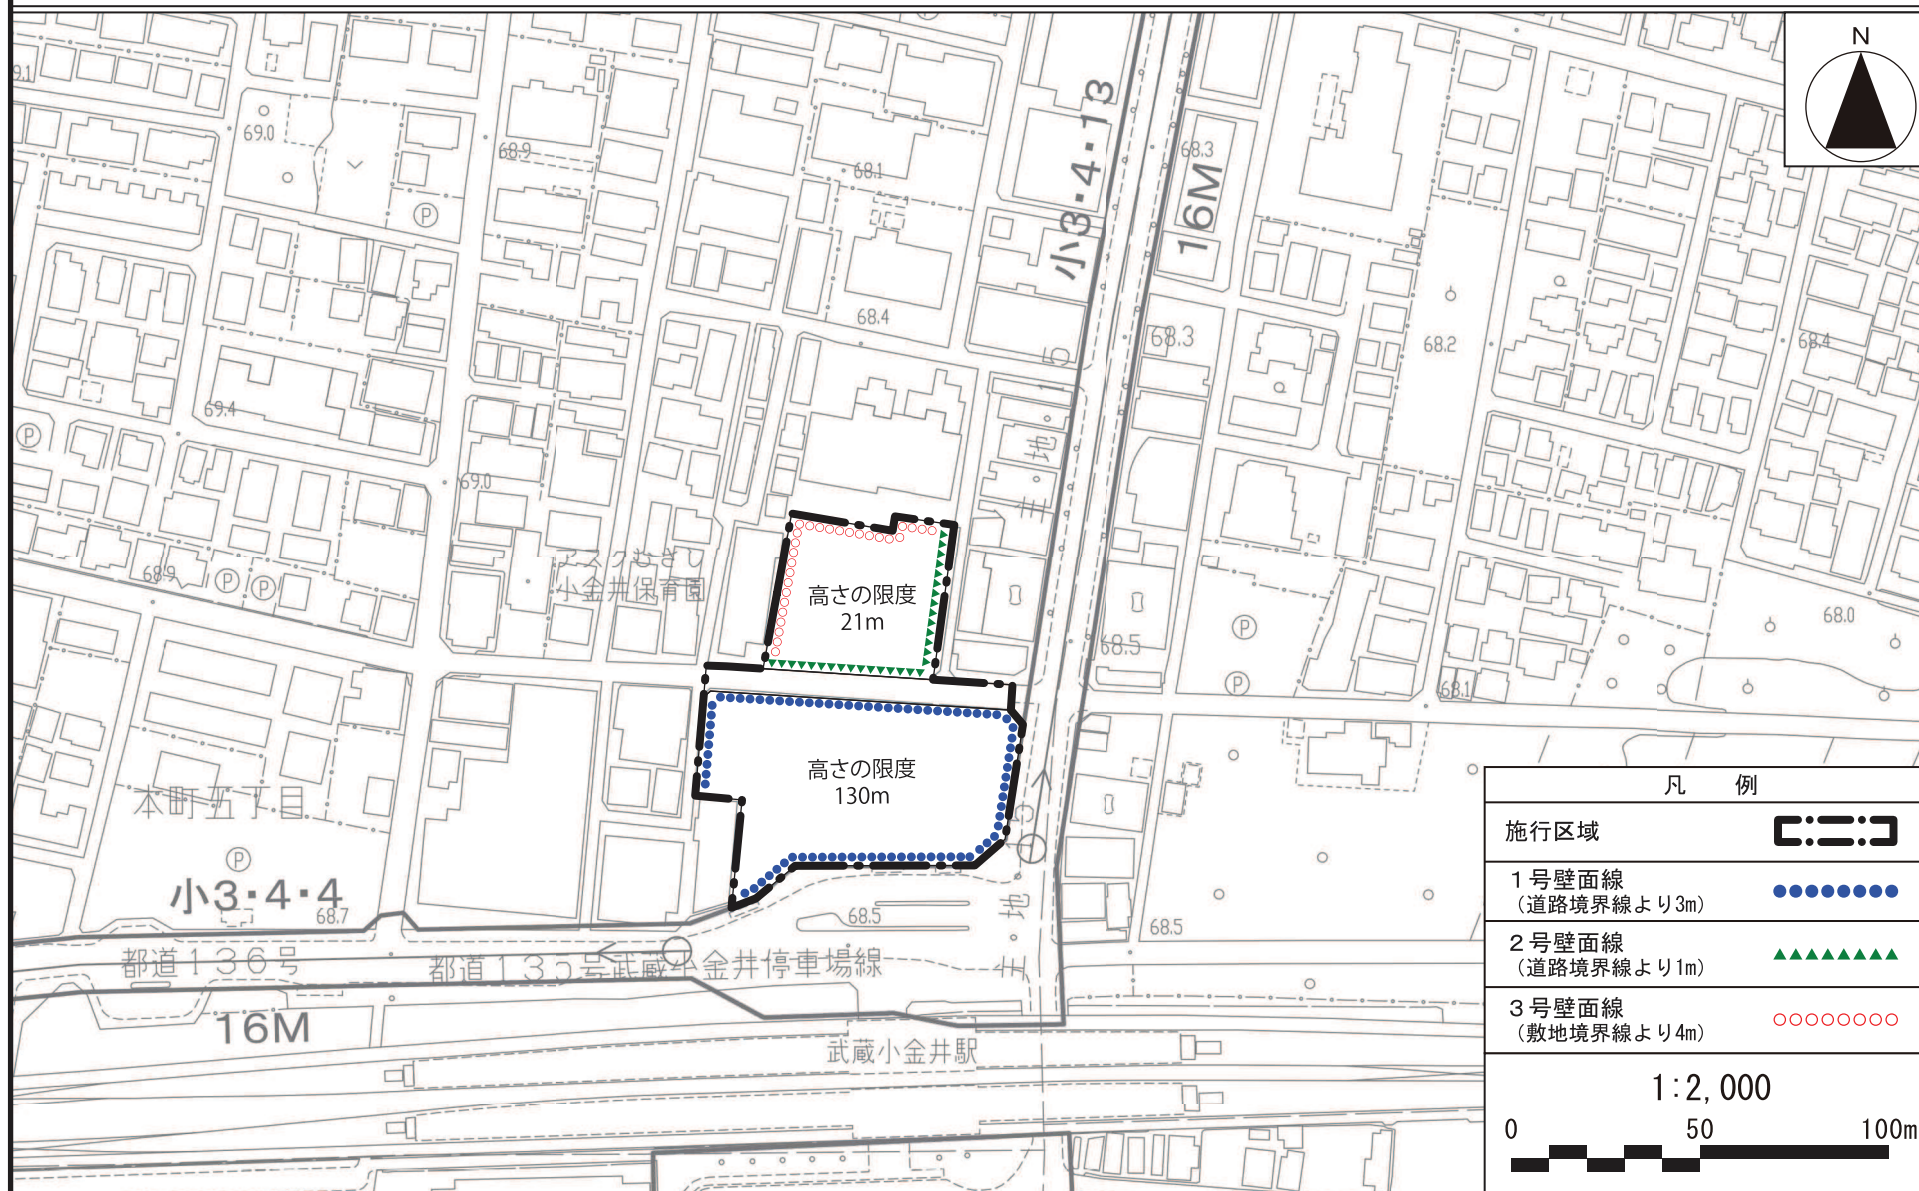 N
9.1
69.0
68.9
68.1
小3・4・13
68.3
16M
68.4
68.3
68.2
68.4
15
69.4
P
P
地
主
69.0
アスクむさし
小金井保育園
68.9
P
P
高さの限度
21m
68.5
P
P
68.0
68.1
高さの限度
130m
本町五丁目
P
小3・4・4
68.7
68.5
68.5
15
地
主
都道136号
都道135号武蔵小金井停車場線
16M
武蔵小金井駅
凡　例
施行区域
1号壁面線
(道路境界線より3m)
2号壁面線
(道路境界線より1m)
3号壁面線
(敷地境界線より4m)
1:2,000
0 50 100m